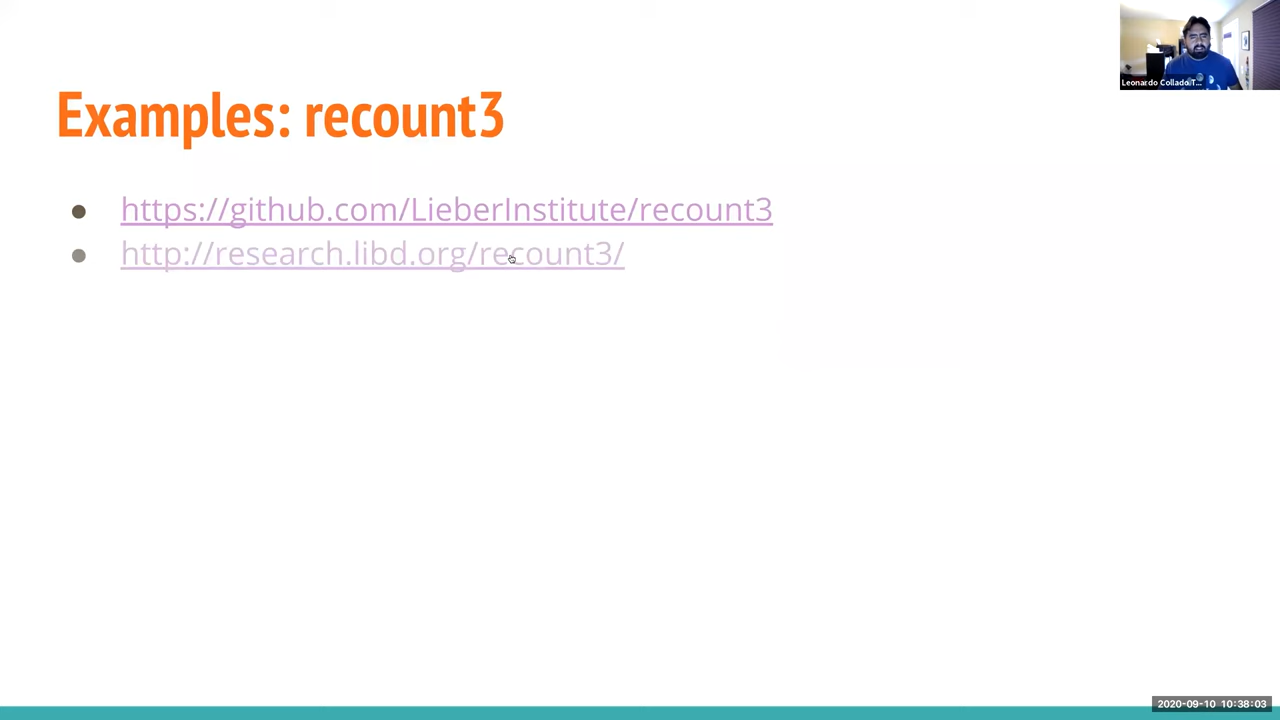 Leonardo Collado T...
Examples: recount3
● https://github.com/LieberInstitute/recount3
● http://research.libd.org/recount3/
2020-09-10 10:38:03